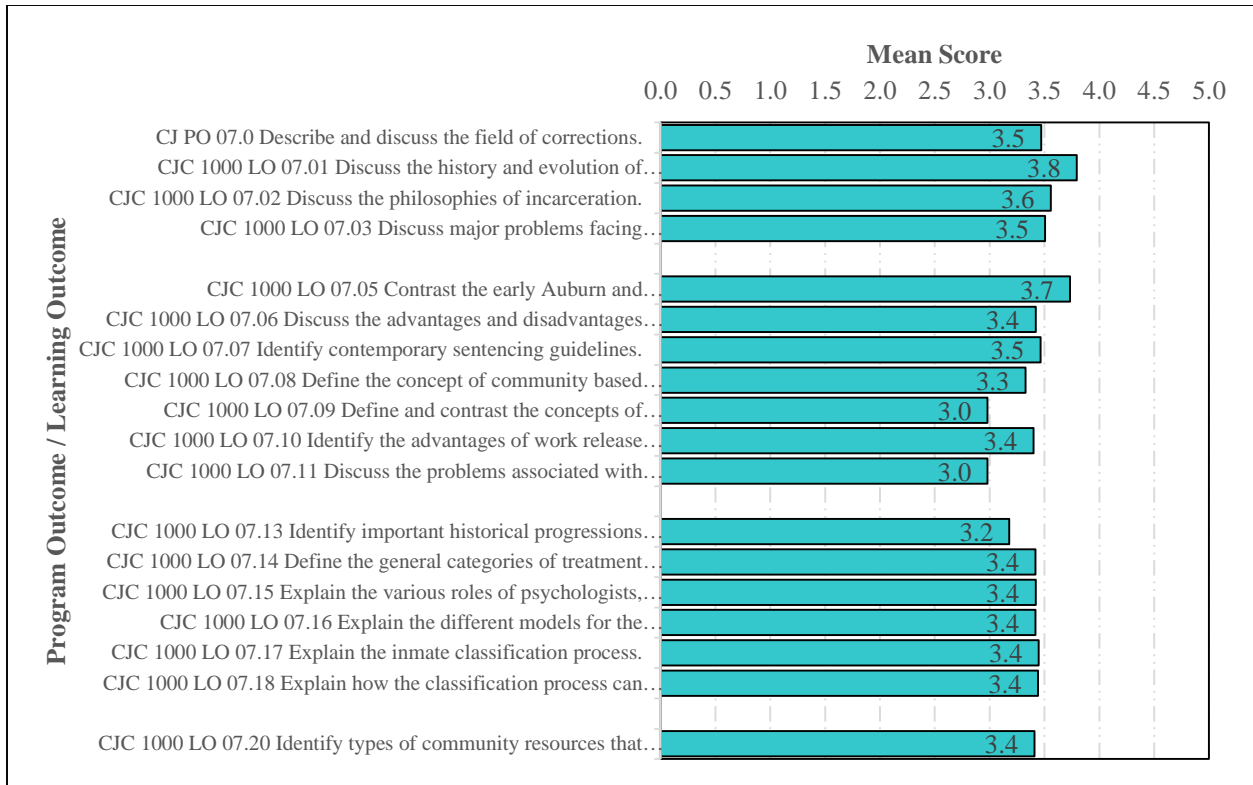 Mean Score
0.0 0.5 1.0 1.5 2.0 2.5 3.0 3.5 4.0 4.5 5.0
Program Outcome / Learning Outcome
CJ PO 07.0 Describe and discuss the field of corrections. 3.5
CJC 1000 LO 07.01 Discuss the history and evolution of… 3.8
CJC 1000 LO 07.02 Discuss the philosophies of incarceration. 3.6
CJC 1000 LO 07.03 Discuss major problems facing… 3.5
CJC 1000 LO 07.05 Contrast the early Auburn and… 3.7
CJC 1000 LO 07.06 Discuss the advantages and disadvantages… 3.4
CJC 1000 LO 07.07 Identify contemporary sentencing guidelines. 3.5
CJC 1000 LO 07.08 Define the concept of community based… 3.3
CJC 1000 LO 07.09 Define and contrast the concepts of… 3.0
CJC 1000 LO 07.10 Identify the advantages of work release… 3.4
CJC 1000 LO 07.11 Discuss the problems associated with… 3.0
CJC 1000 LO 07.13 Identify important historical progressions… 3.2
CJC 1000 LO 07.14 Define the general categories of treatment… 3.4
CJC 1000 LO 07.15 Explain the various roles of psychologists,… 3.4
CJC 1000 LO 07.16 Explain the different models for the… 3.4
CJC 1000 LO 07.17 Explain the inmate classification process. 3.4
CJC 1000 LO 07.18 Explain how the classification process can… 3.4
CJC 1000 LO 07.20 Identify types of community resources that… 3.4